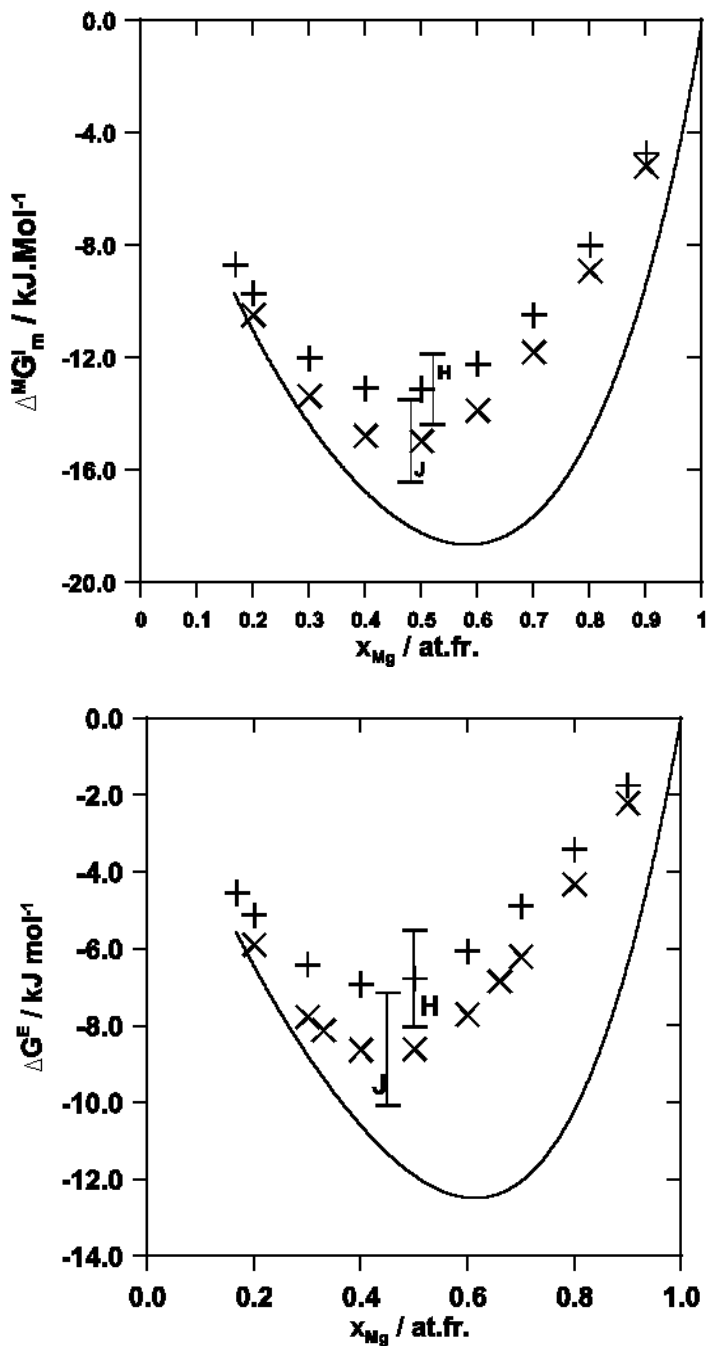 0.0
-4.0
-8.0
-12.0
-16.0
-20.0
ΔᴹGˡₘ / kJ.Mol⁻¹
H
J
0 0.1 0.2 0.3 0.4 0.5 0.6 0.7 0.8 0.9 1
x_Mg / at.fr.
0.0
-2.0
-4.0
-6.0
-8.0
-10.0
-12.0
-14.0
ΔGᴱ / kJ mol⁻¹
H
J
0.0 0.2 0.4 0.6 0.8 1.0
x_Mg / at.fr.